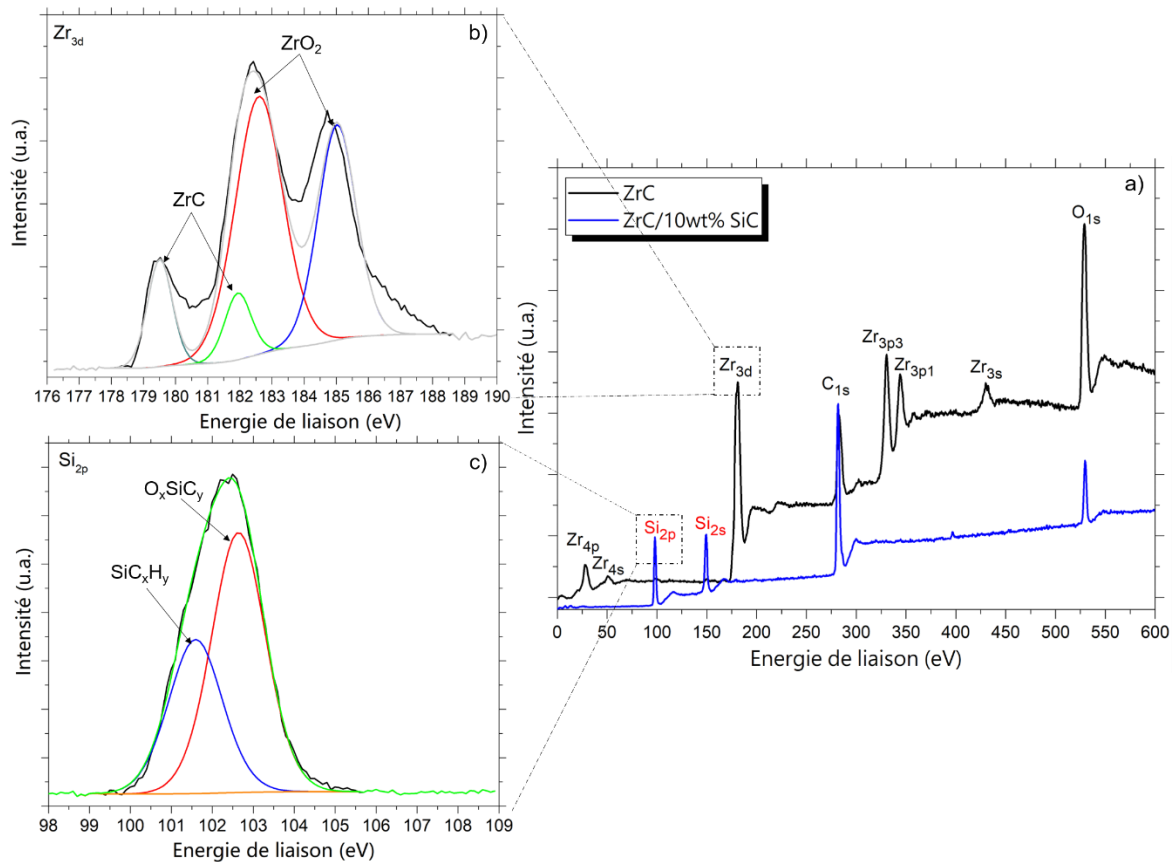 Zr3d
b)
ZrO2
ZrC
Intensité (u.a.)
176 177 178 179 180 181 182 183 184 185 186 187 188 189 190
Energie de liaison (eV)
Si2p
c)
OxSiCy
SiCxHy
Intensité (u.a.)
98 99 100 101 102 103 104 105 106 107 108 109
Energie de liaison (eV)
a)
ZrC
ZrC/10wt% SiC
O1s
Zr3d
Zr3p3
Zr3p1
C1s
Zr3s
Si2p
Si2s
Zr4p
Zr4s
Intensité (u.a.)
0 50 100 150 200 250 300 350 400 450 500 550 600
Energie de liaison (eV)